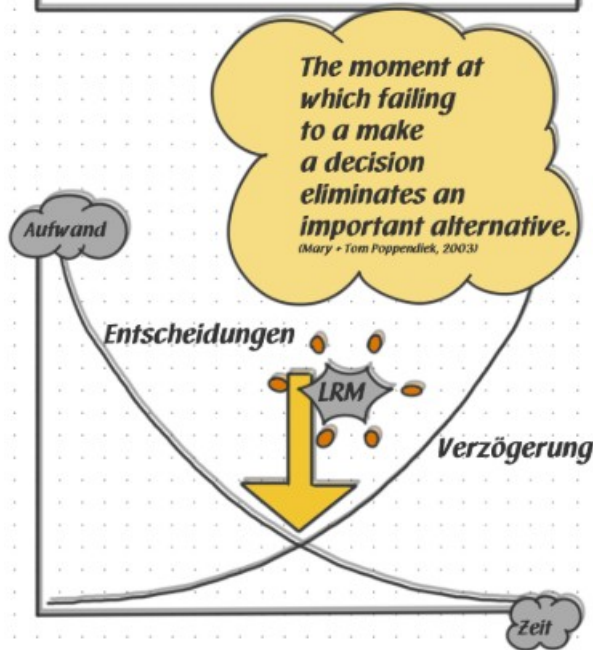 The moment at
which failing
to a make
a decision
eliminates an
important alternative.
(Mary + Tom Poppendiek, 2003)
Aufwand
Entscheidungen
LRM
Verzögerung
Zeit